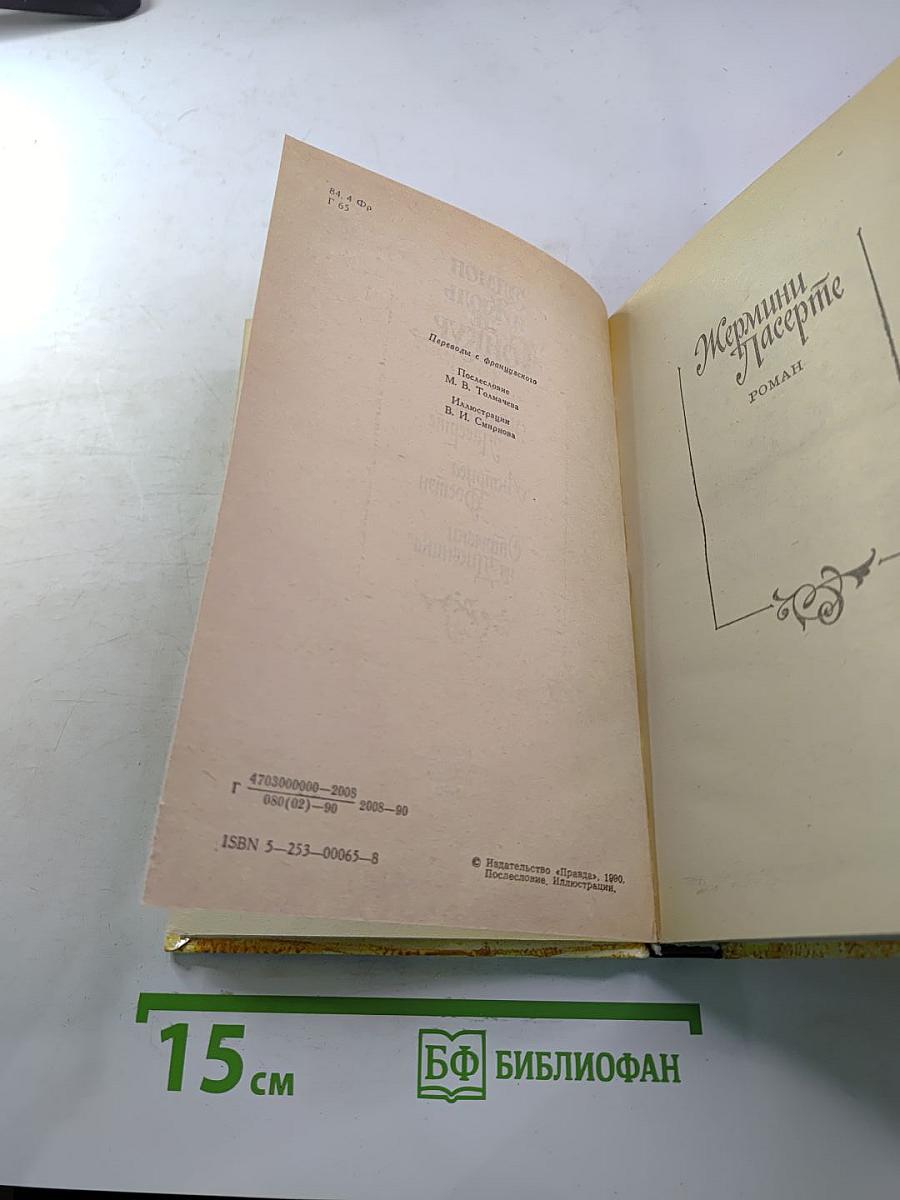 84.4 Фр
Г 65
Переводы с французского
Послесловие
М. В. Толмачева
Иллюстрации
В. И. Смирнова
Г 4703000000—2008
080(02)—90 2008—90
ISBN 5—253—00065—8
© Издательство «Правда», 1990.
Послесловие. Иллюстрации.
Жермини
Ласерте
РОМАН
15 см
БФ БИБЛИОФАН